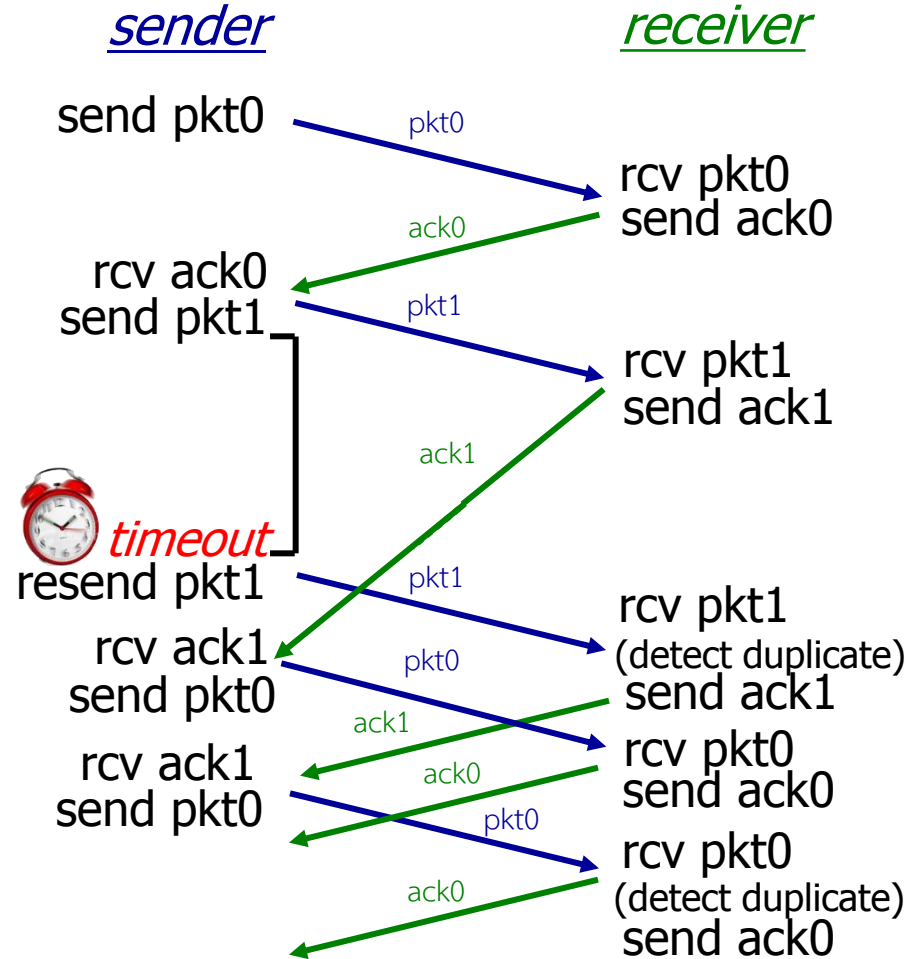 sender
receiver
send pkt0
pkt0
rcv pkt0
send ack0
ack0
rcv ack0
send pkt1
pkt1
rcv pkt1
send ack1
ack1
timeout
resend pkt1
pkt1
rcv pkt1
(detect duplicate)
send ack1
rcv ack1
send pkt0
pkt0
ack1
rcv pkt0
send ack0
rcv ack1
send pkt0
ack0
pkt0
rcv pkt0
(detect duplicate)
send ack0
ack0